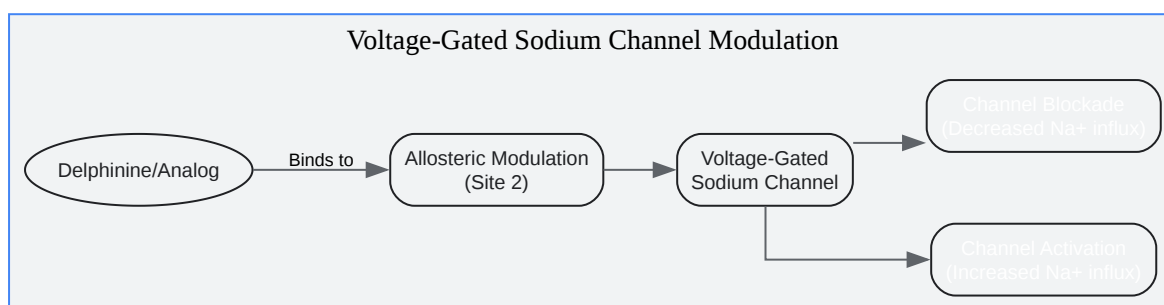 Voltage-Gated Sodium Channel Modulation
Delphinine/Analog
Binds to
Allosteric Modulation
(Site 2)
Voltage-Gated
Sodium Channel
Channel Blockade
(Decreased Na+ influx)
Channel Activation
(Increased Na+ influx)